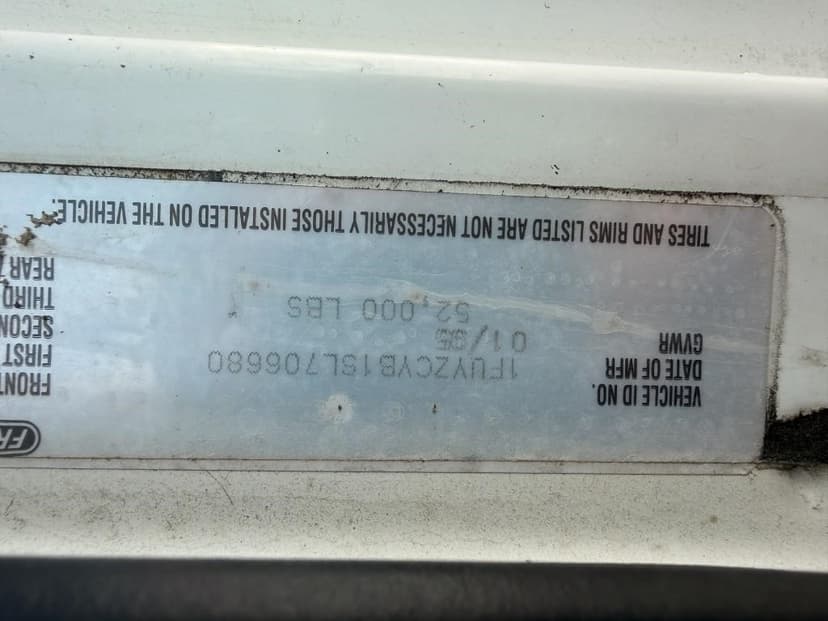 VEHICLE ID NO. 1FUYZCYB1SL706680
DATE OF MFR 01/95
GVWR 52,000 LBS
FRONT
FIRST
SECON
THIRD
REAR
TIRES AND RIMS LISTED ARE NOT NECESSARILY THOSE INSTALLED ON THE VEHICLE.